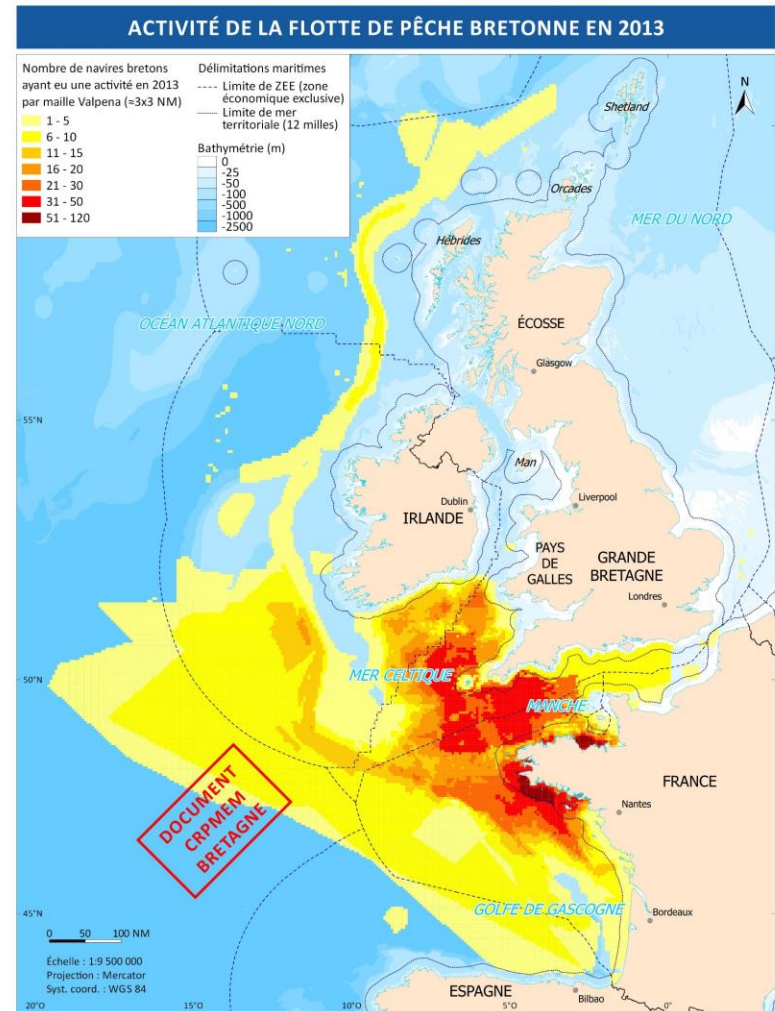 ACTIVITÉ DE LA FLOTTE DE PÊCHE BRETONNE EN 2013
Nombre de navires bretons
ayant eu une activité en 2013
par maille Valpena (≈3x3 NM)
1 - 5
6 - 10
11 - 15
16 - 20
21 - 30
31 - 50
51 - 120
Délimitations maritimes
Limite de ZEE (zone
économique exclusive)
Limite de mer
territoriale (12 milles)
Bathymétrie (m)
0
-25
-50
-100
-500
-1000
-2500
N
Shetland
Orcades
MER DU NORD
Hébrides
OCÉAN ATLANTIQUE NORD
ÉCOSSE
Glasgow
55°N
Man
Dublin
Liverpool
IRLANDE
PAYS
DE
GALLES
GRANDE
BRETAGNE
Londres
50°N
MER CELTIQUE
MANCHE
FRANCE
DOCUMENT
CRPMEM
BRETAGNE
Nantes
45°N
GOLFE DE GASCOGNE
Bordeaux
0 50 100 NM
Échelle : 1:9 500 000
Projection : Mercator
Syst. coord. : WGS 84
ESPAGNE
Bilbao
20°0' 15°0' 10°0' 5°0' 0°